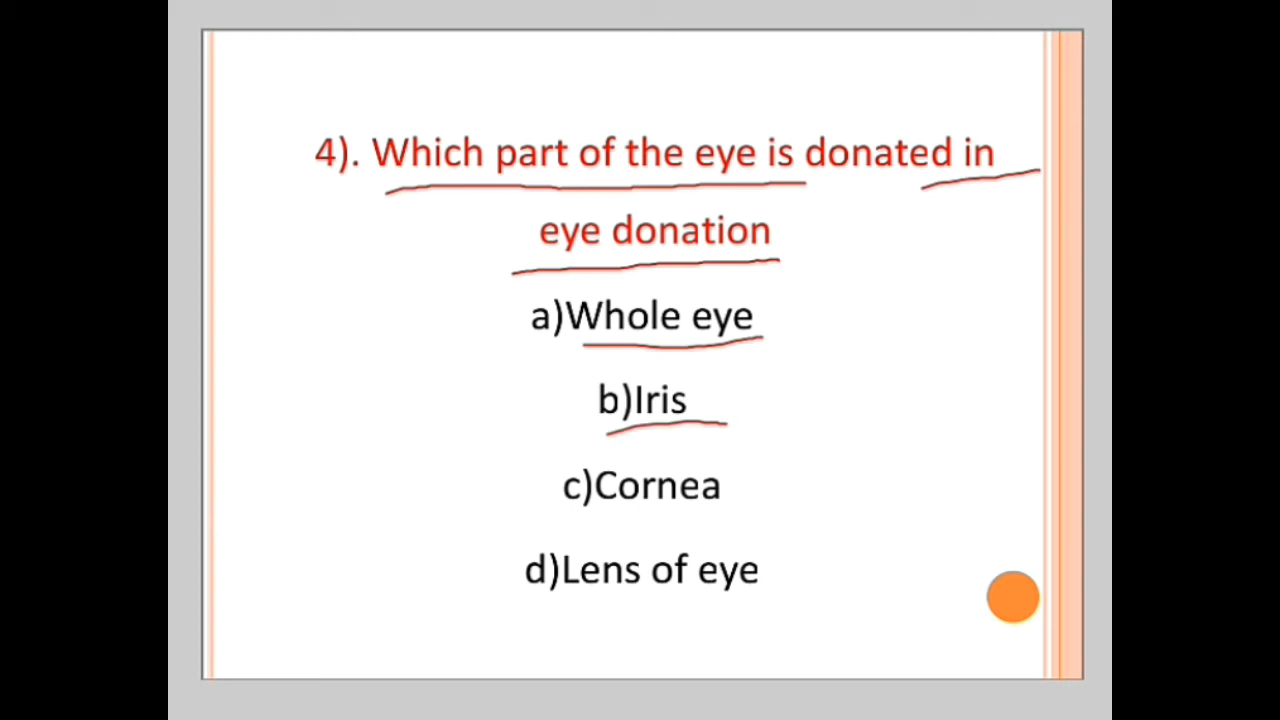 4). Which part of the eye is donated in
eye donation
a)Whole eye
b)Iris
c)Cornea
d)Lens of eye